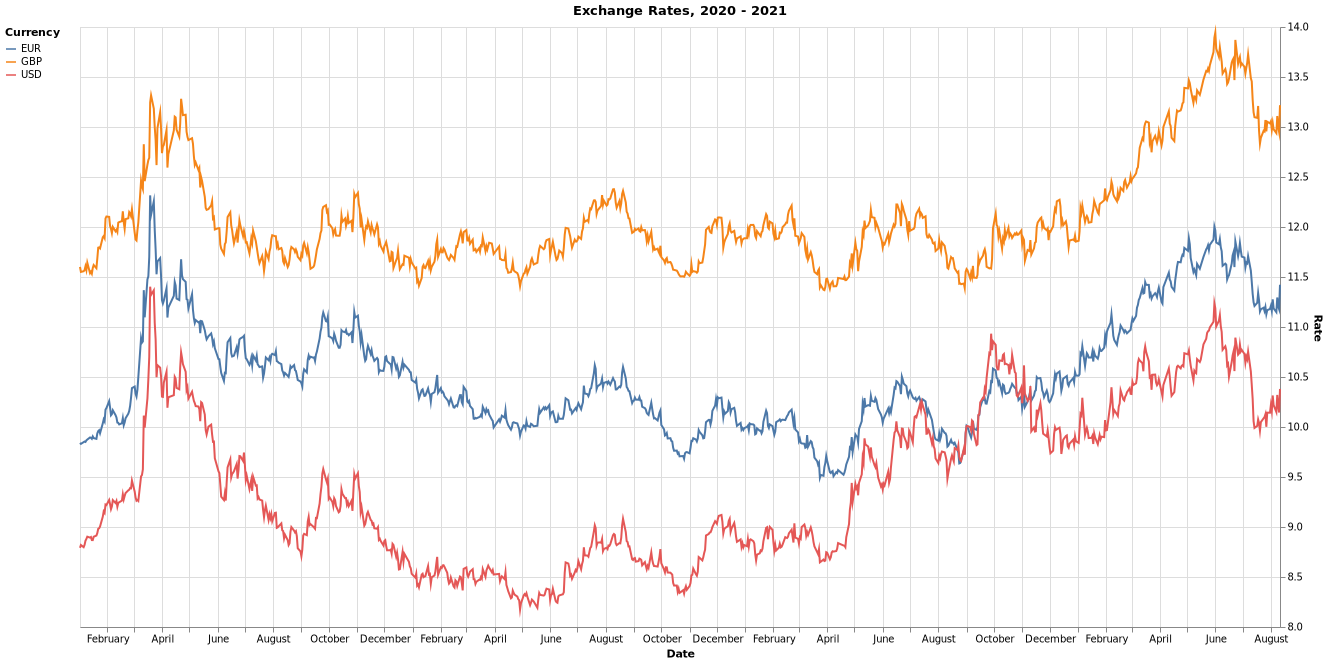 Exchange Rates, 2020 - 2021
Currency
EUR
GBP
USD
14.0
13.5
13.0
12.5
12.0
11.5
11.0
10.5
10.0
9.5
9.0
8.5
8.0
Rate
February April June August October December February April June August October December February April June August October December February April June August
Date